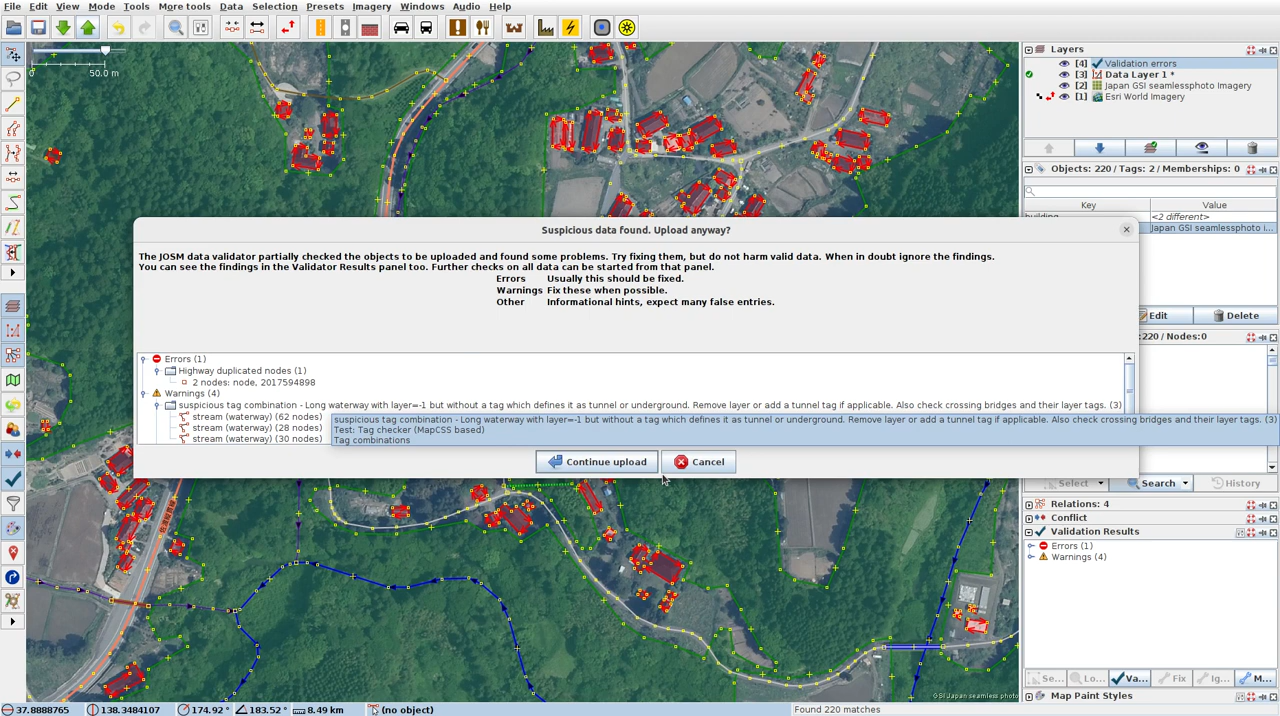 File Edit View Mode Tools More tools Data Selection Presets Imagery Windows Audio Help
0 50.0 m
Layers
[4] Validation errors
[3] Data Layer 1 *
[2] Japan GSI seamlessphoto Imagery
[1] Esri World Imagery
Objects: 220 / Tags: 2 / Memberships: 0
Key Value
building <2 different>
Japan GSI seamlessphoto i...
Edit Delete
:220 / Nodes:0
Suspicious data found. Upload anyway?
The JOSM data validator partially checked the objects to be uploaded and found some problems. Try fixing them, but do not harm valid data. When in doubt ignore the findings.
You can see the findings in the Validator Results panel too. Further checks on all data can be started from that panel.
Errors Usually this should be fixed.
Warnings Fix these when possible.
Other Informational hints, expect many false entries.
Errors (1)
Highway duplicated nodes (1)
2 nodes: node, 2017594898
Warnings (4)
suspicious tag combination - Long waterway with layer=-1 but without a tag which defines it as tunnel or underground. Remove layer or add a tunnel tag if applicable. Also check crossing bridges and their layer tags. (3)
stream (waterway) (62 nodes)
stream (waterway) (28 nodes)
stream (waterway) (30 nodes)
suspicious tag combination - Long waterway with layer=-1 but without a tag which defines it as tunnel or underground. Remove layer or add a tunnel tag if applicable. Also check crossing bridges and their layer tags. (3)
Test: Tag checker (MapCSS based)
Tag combinations
Continue upload Cancel
Select Search History
Relations: 4
Conflict
Validation Results
Errors (1)
Warnings (4)
Se... Lo... Va... Fix Ig... M...
Map Paint Styles
GSI Japan seamless photo
37.8888765 138.3484107 174.92 ° 183.52 ° 8.49 km (no object) Found 220 matches